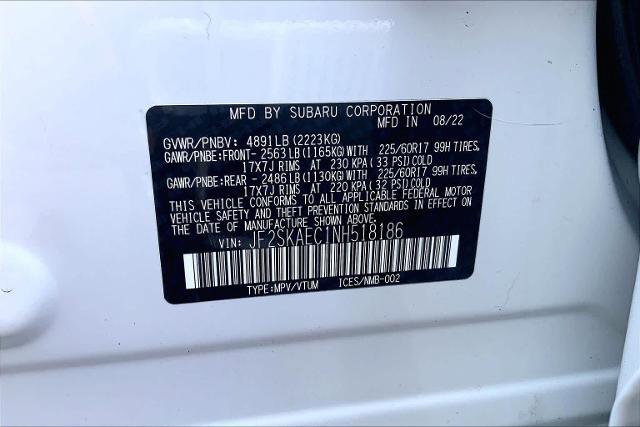 MFD BY SUBARU CORPORATION
MFD IN 08/22
GVWR/PNBV: 4891LB (2223KG)
GAWR/PNBE:FRONT-2563LB (1165KG)WITH 225/60R17 99H TIRES,
17X7J RIMS AT 230 KPA (33 PSI)COLD
GAWR/PNBE:REAR -2486LB (1130KG)WITH 225/60R17 99H TIRES,
17X7J RIMS AT 220 KPA (32 PSI)COLD
THIS VEHICLE CONFORMS TO ALL APPLICABLE FEDERAL MOTOR
VEHICLE SAFETY AND THEFT PREVENTION STANDARDS IN EFFECT ON
THE DATE OF MANUFACTURE SHOWN ABOVE.
VIN: JF2SKAEC1NH518186
TYPE:MPV/VTUM ICES/NMB-002